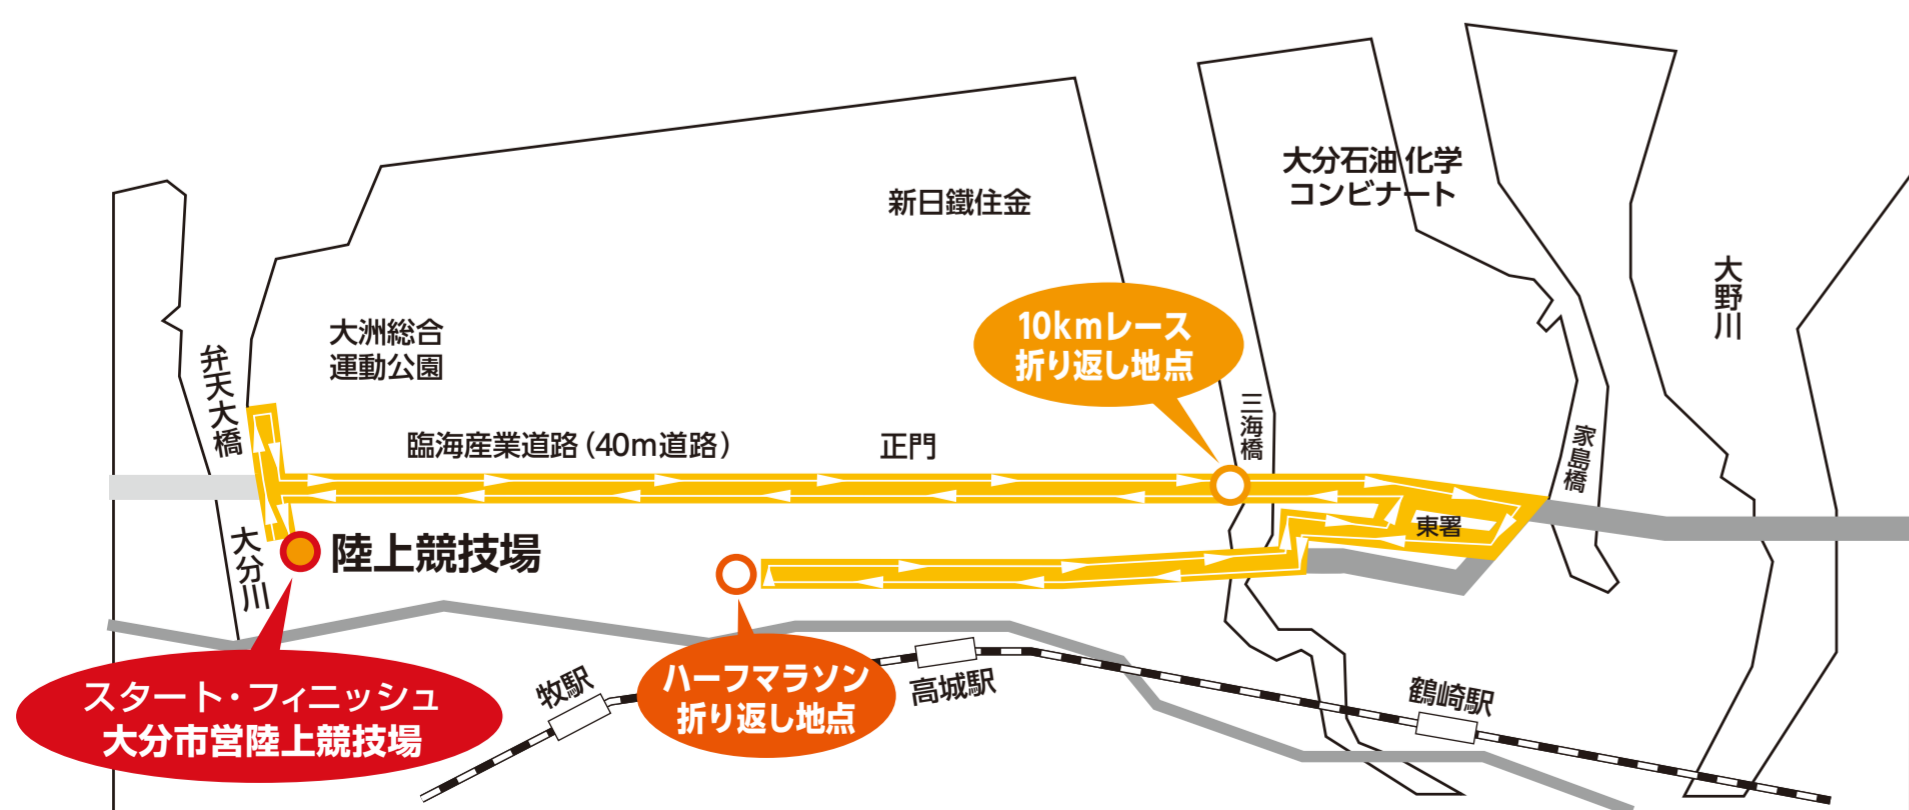 新日鐵住金
大分石油化学
コンビナート
大野川
大洲総合
運動公園
弁天大橋
10kmレース
折り返し地点
三海橋
家島橋
臨海産業道路(40m道路)
正門
東署
大分川
陸上競技場
スタート・フィニッシュ
大分市営陸上競技場
牧駅
ハーフマラソン
折り返し地点
高城駅
鶴崎駅